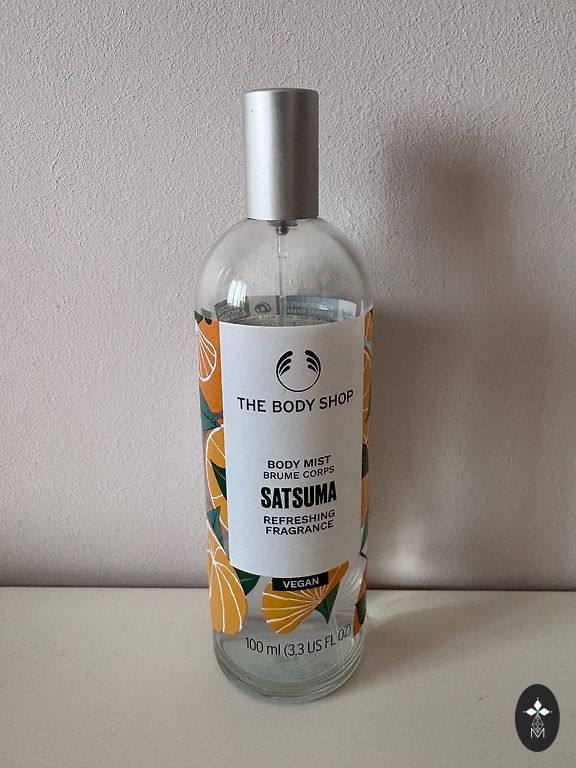 THE BODY SHOP
BODY MIST
BRUME CORPS
SATSUMA
REFRESHING
FRAGRANCE
VEGAN
100 ml (3.3 US FL OZ)
M